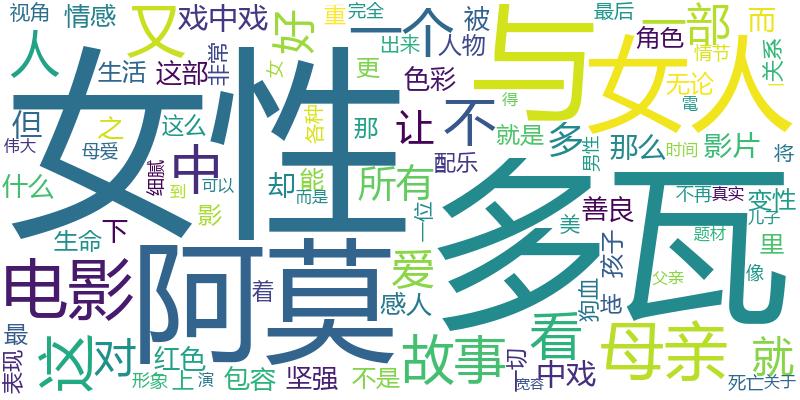 视角
情感
又
戏中戏
好
重
完全
出来
一个
被
人物
与
最后
一部
角色
而
情节
关系
人
生活
这部
非常
女
更
色彩
女人
无论
女性
但
之
伟大
母爱
这么
各种
那
让
不
得
就是
多
男性
那么
影片
電
时间
将
什么
细腻
中
到
可以
影
却
能
而是
所有
配乐
一位
多瓦
美
善良
不再
真实
变性
儿子
题材
里
生命
下
电影
阿莫
着
爱
感人
狗血
地
孩子
父亲
像
最
表现
这
对
红色
形象
上
演
包容
坚强
不是
故事
一切
宽容
看
中戏
母亲
就
死亡
关于